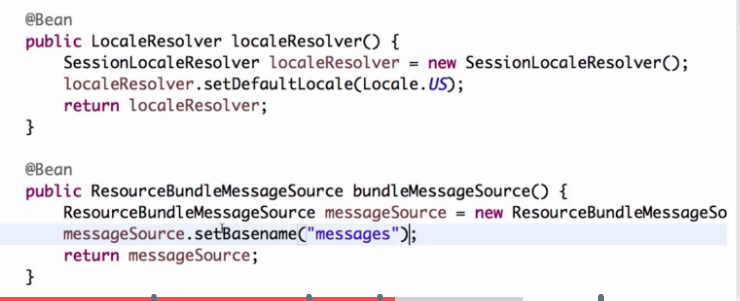 @Bean
public LocaleResolver localeResolver() {
SessionLocaleResolver localeResolver = new SessionLocaleResolver();
localeResolver.setDefaultLocale(Locale.US);
return localeResolver;
}
@Bean
public ResourceBundleMessageSource bundleMessageSource() {
ResourceBundleMessageSource messageSource = new ResourceBundleMessageSo
messageSource.setBasename("messages");
return messageSource;
}